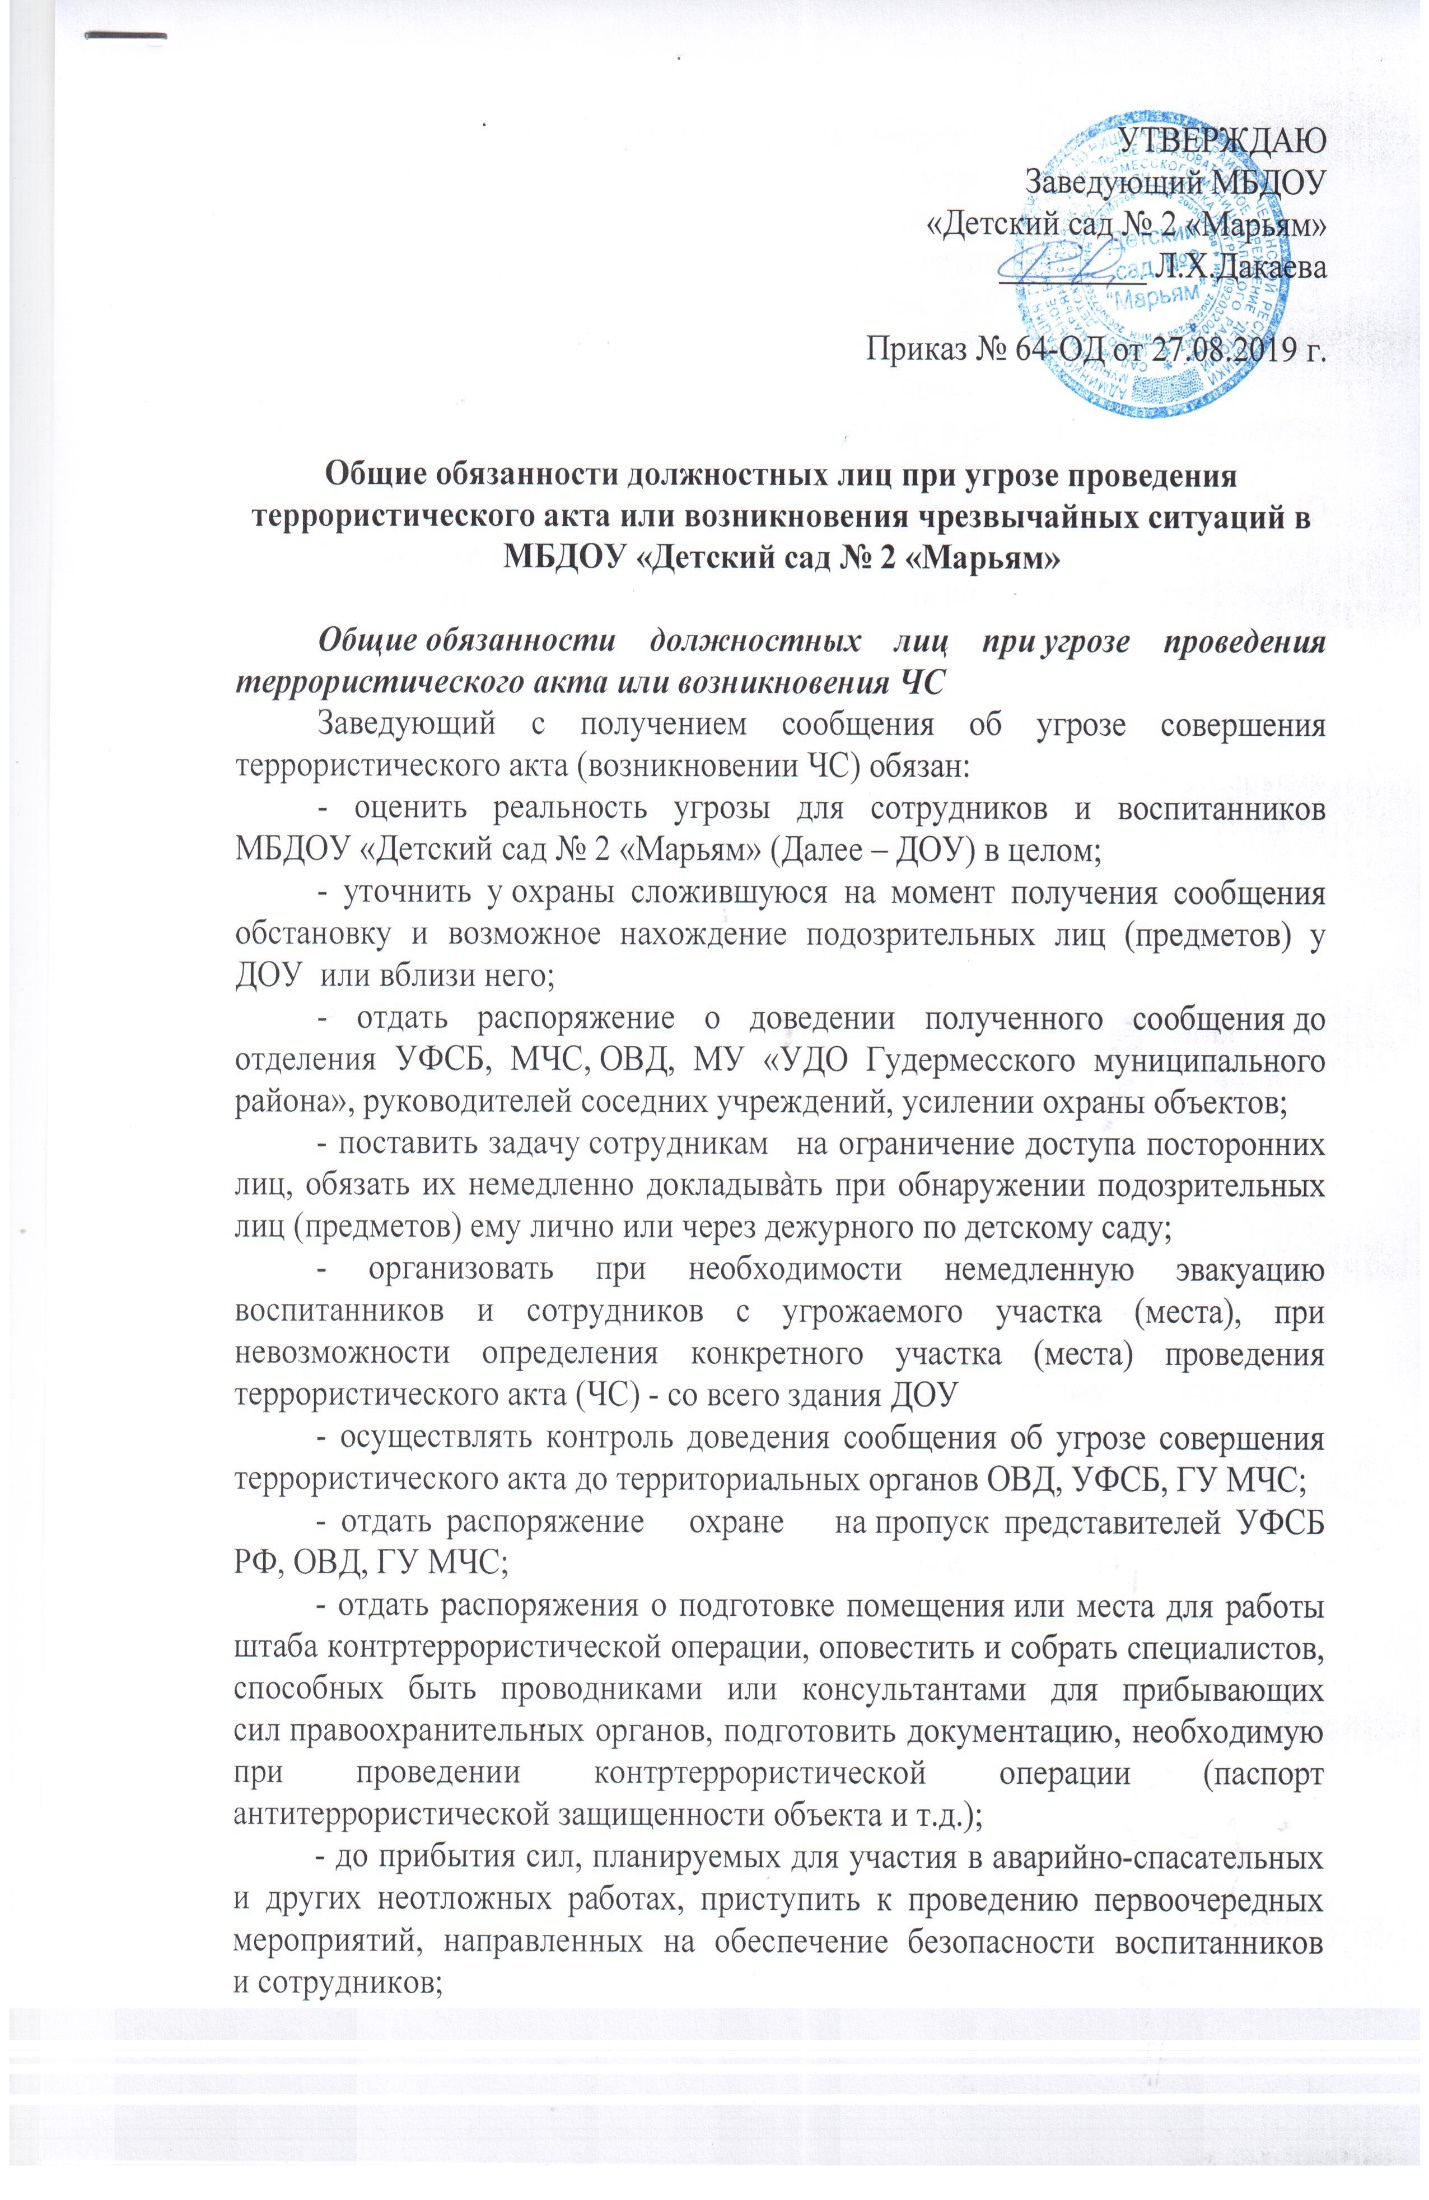 УТВЕРЖДАЮ
Заведующий МБДОУ
«Детский сад № 2 «Марьям»
Л.Х.Дакаева
Детский
сад №2
"Марьям"
Приказ № 64-ОД от 27.08.2019 г.
Общие обязанности должностных лиц при угрозе проведения
террористического акта или возникновения чрезвычайных ситуаций в
МБДОУ «Детский сад № 2 «Марьям»
Общие обязанности должностных лиц при угрозе проведения
террористического акта или возникновения ЧС
Заведующий с получением сообщения об угрозе совершения
террористического акта (возникновении ЧС) обязан:
- оценить реальность угрозы для сотрудников и воспитанников
МБДОУ «Детский сад № 2 «Марьям» (Далее – ДОУ) в целом;
- уточнить у охраны сложившуюся на момент получения сообщения
обстановку и возможное нахождение подозрительных лиц (предметов) у
ДОУ или вблизи него;
- отдать распоряжение о доведении полученного сообщения до
отделения УФСБ, МЧС, ОВД, МУ «УДО Гудермесского муниципального
района», руководителей соседних учреждений, усилении охраны объектов;
- поставить задачу сотрудникам на ограничение доступа посторонних
лиц, обязать их немедленно докладывать при обнаружении подозрительных
лиц (предметов) ему лично или через дежурного по детскому саду;
- организовать при необходимости немедленную эвакуацию
воспитанников и сотрудников с угрожаемого участка (места), при
невозможности определения конкретного участка (места) проведения
террористического акта (ЧС) - со всего здания ДОУ
- осуществлять контроль доведения сообщения об угрозе совершения
террористического акта до территориальных органов ОВД, УФСБ, ГУ МЧС;
- отдать распоряжение охране на пропуск представителей УФСБ
РФ, ОВД, ГУ МЧС;
- отдать распоряжения о подготовке помещения или места для работы
штаба контртеррористической операции, оповестить и собрать специалистов,
способных быть проводниками или консультантами для прибывающих
сил правоохранительных органов, подготовить документацию, необходимую
при проведении контртеррористической операции (паспорт
антитеррористической защищенности объекта и т.д.);
- до прибытия сил, планируемых для участия в аварийно-спасательных
и других неотложных работах, приступить к проведению первоочередных
мероприятий, направленных на обеспечение безопасности воспитанников
и сотрудников;